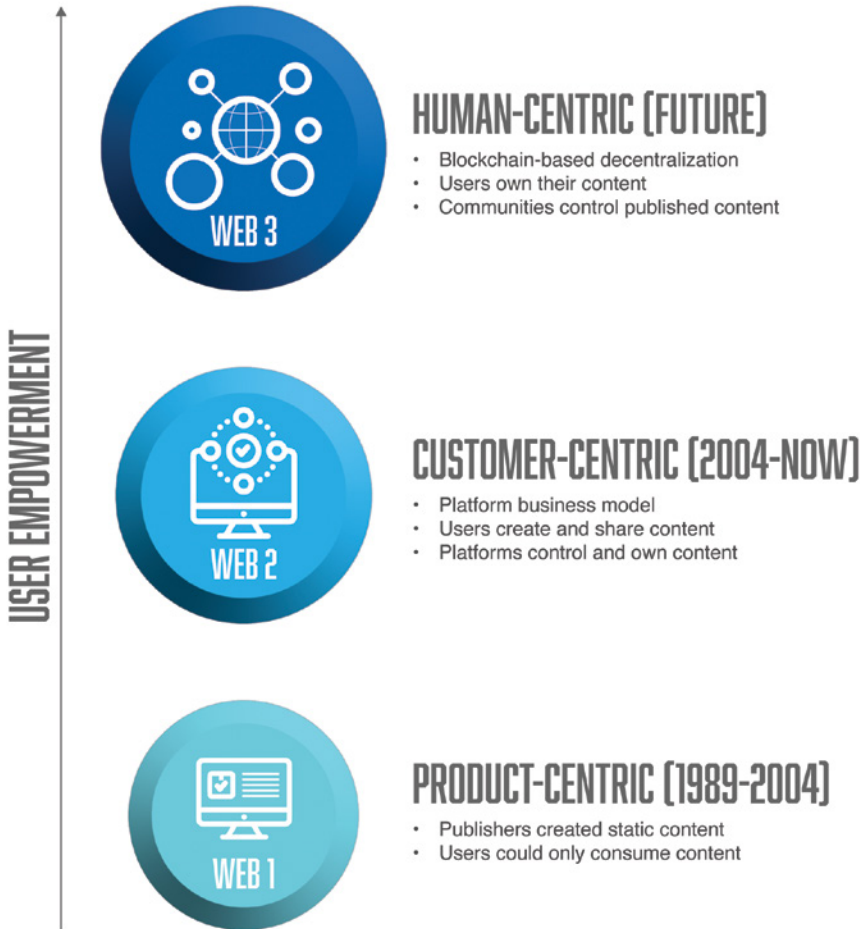 USER EMPOWERMENT
WEB 3
HUMAN-CENTRIC (FUTURE)
• Blockchain-based decentralization
• Users own their content
• Communities control published content
WEB 2
CUSTOMER-CENTRIC (2004-NOW)
• Platform business model
• Users create and share content
• Platforms control and own content
WEB 1
PRODUCT-CENTRIC (1989-2004)
• Publishers created static content
• Users could only consume content